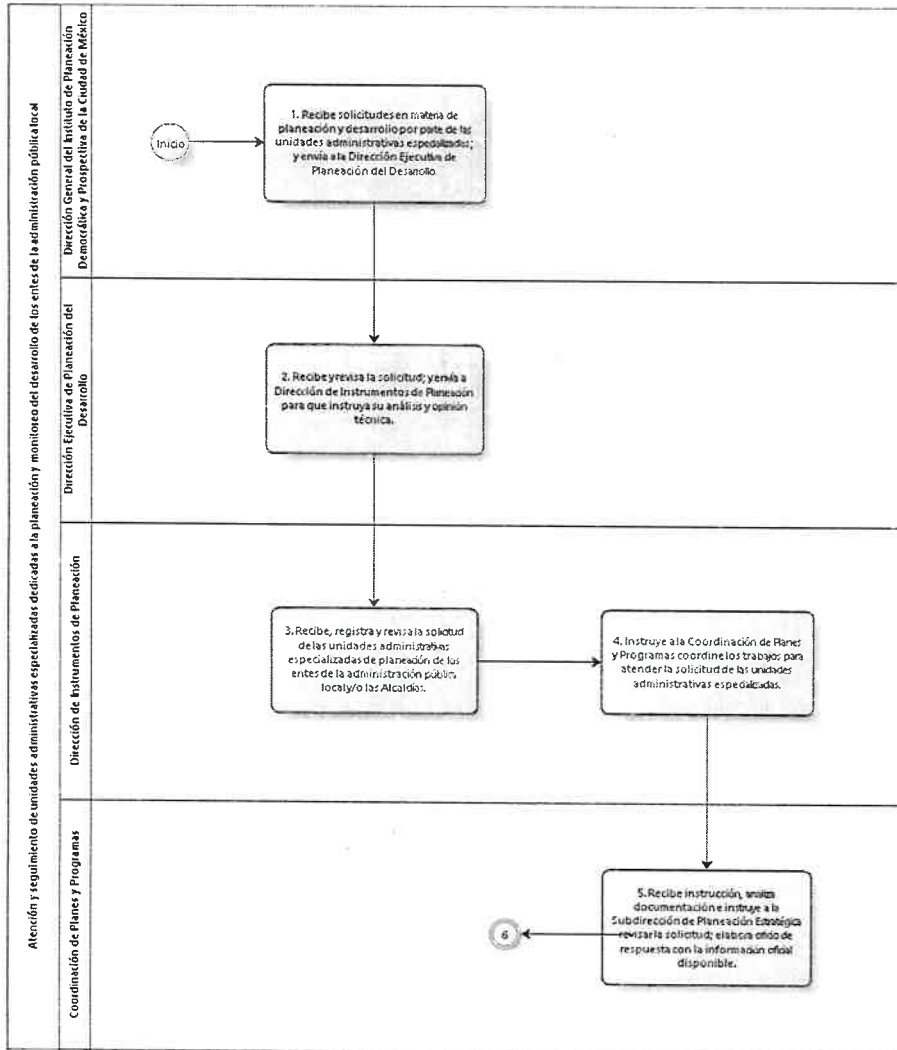 Atención y seguimiento de unidades administrativas especializadas dedicadas a la planeación y monitoseo del desarrollo de los entes de la administración pública local
Dirección General del Instituto de Planeación
Democrática y Prospectiva de la Ciudad de México
Inicio
1. Recibe solicitudes en materia de
planeación y desarrollo por parte de las
unidades administrativas especializadas;
y envía a la Dirección Ejecutiva de
Planeación del Desarrollo.
Dirección Ejecutiva de Planeación del
Desarrollo
2. Recibe y revisa la solicitud; y envía a
Dirección de Instrumentos de Planeación
para que instruya su análisis y opinión
técnica.
Dirección de Instrumentos de Planeación
3. Recibe, registra y revisa la solicitud
de las unidades administrativas
especializadas de planeación de los
entes de la administración pública
local y/o las Alcaldías.
4. Instruye a la Coordinación de Planes
y Programas coordine los trabajos para
atender la solicitud de las unidades
administrativas especializadas.
Coordinación de Planes y Programas
5. Recibe instrucción, analiza
documentación e instruye a la
Subdirección de Planeación Estratégica
revisar la solicitud; elabora oficio de
respuesta con la información oficial
disponible.
6